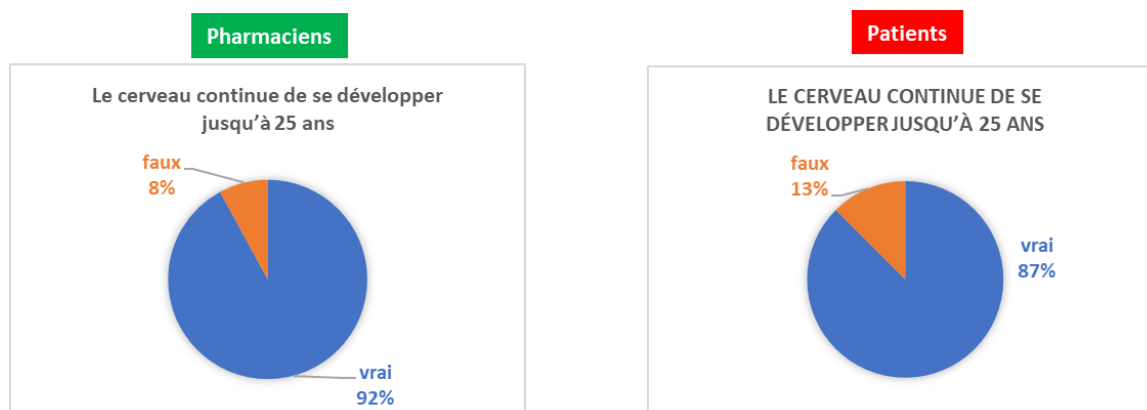 Pharmaciens
Le cerveau continue de se développer
jusqu’à 25 ans
faux
8%
vrai
92%
Patients
LE CERVEAU CONTINUE DE SE
DÉVELOPPER JUSQU’À 25 ANS
faux
13%
vrai
87%